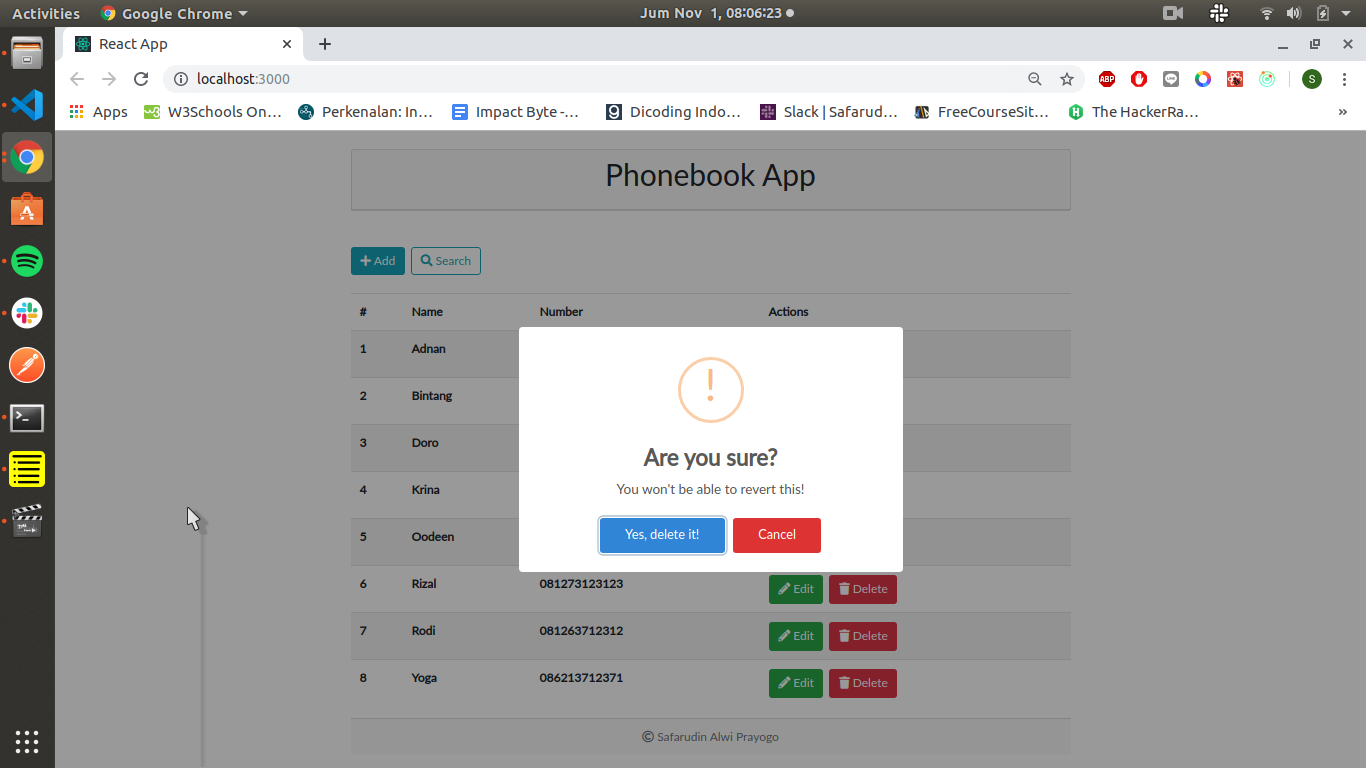 Activities Google Chrome Jum Nov 1, 08:06:23
React App
localhost:3000 ABP S
Apps W3Schools On... Perkenalan: In... Impact Byte -... Dicoding Indo... Slack | Safarud... FreeCourseSit... The HackerRa... »
Phonebook App
Add Search
# Name Number Actions
1 Adnan
2 Bintang
3 Doro
4 Krina
5 Oodeen
!
Are you sure?
You won't be able to revert this!
Yes, delete it! Cancel
6 Rizal 081273123123 Edit Delete
7 Rodi 081263712312 Edit Delete
8 Yoga 086213712371 Edit Delete
© Safarudin Alwi Prayogo